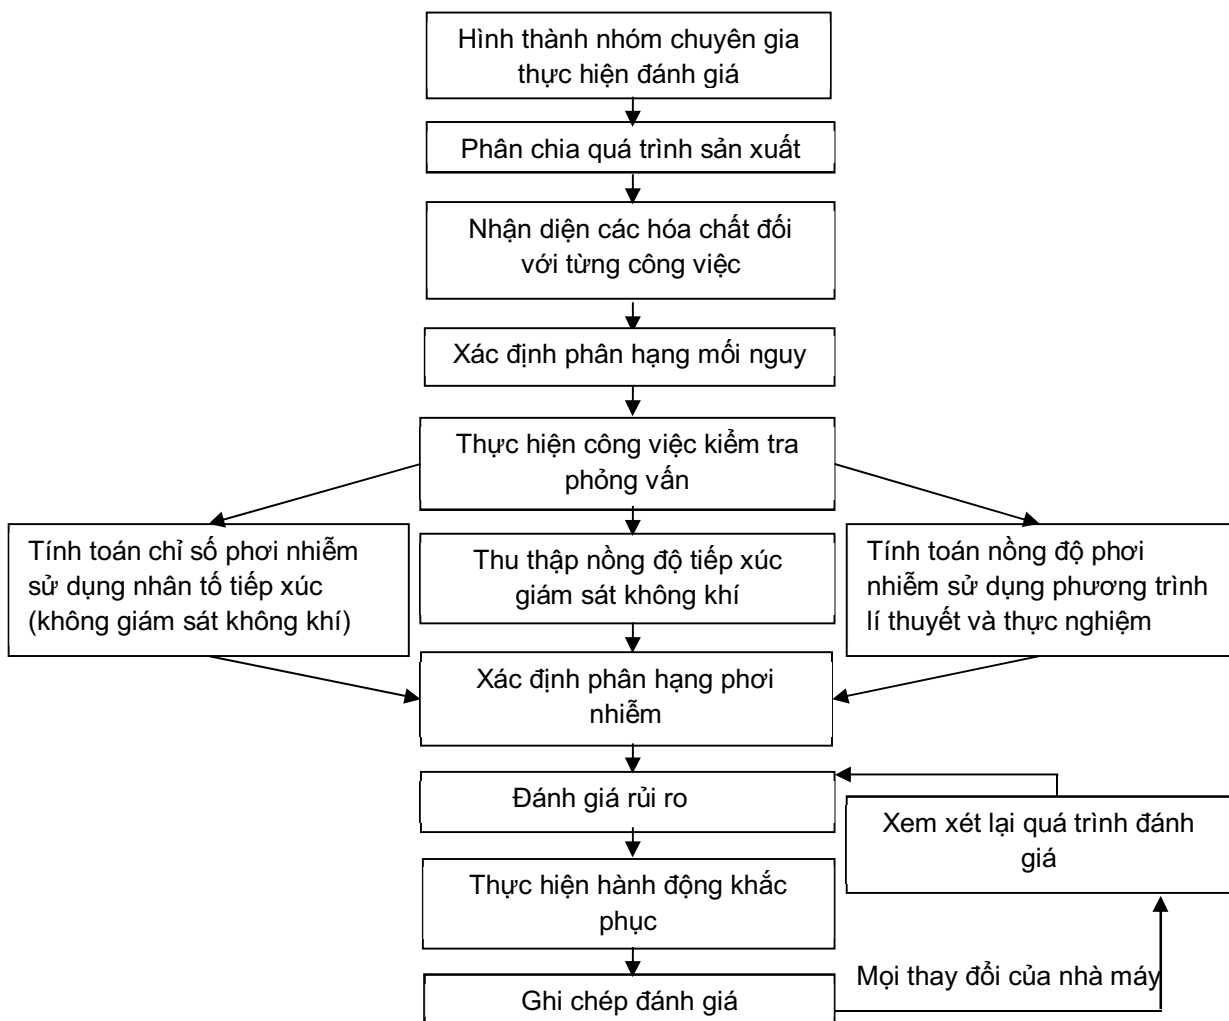 Hình thành nhóm chuyên gia
thực hiện đánh giá
Phân chia quá trình sản xuất
Nhận diện các hóa chất đối
với từng công việc
Xác định phân hạng mối nguy
Thực hiện công việc kiểm tra
phỏng vấn
Tính toán chỉ số phơi nhiễm
sử dụng nhân tố tiếp xúc
(không giám sát không khí)
Thu thập nồng độ tiếp xúc
giám sát không khí
Tính toán nồng độ phơi
nhiễm sử dụng phương trình
lí thuyết và thực nghiệm
Xác định phân hạng phơi
nhiễm
Đánh giá rủi ro
Xem xét lại quá trình đánh
giá
Thực hiện hành động khắc
phục
Mọi thay đổi của nhà máy
Ghi chép đánh giá